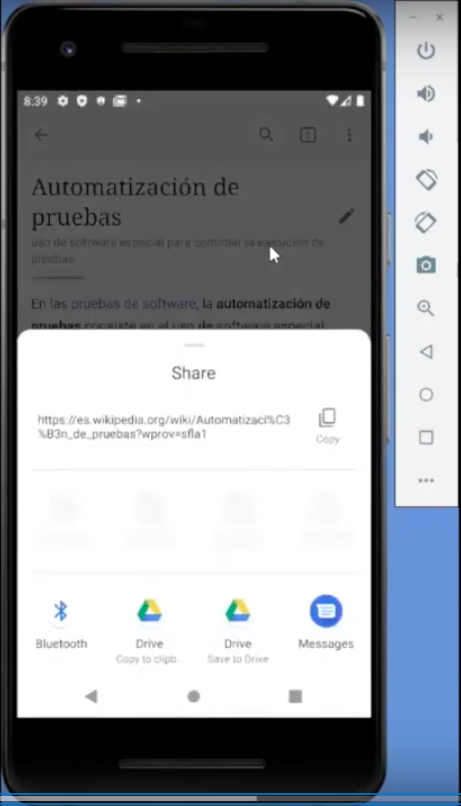 8:39
1
Automatización de
pruebas
uso de software especial para controlar la ejecución de
pruebas
En las pruebas de software, la automatización de
pruebas consiste en el uso de software especial
Share
https://es.wikipedia.org/wiki/Automatizaci%C3
%B3n_de_pruebas?wprov=sfla1
Copy
Bluetooth
Drive
Copy to clipb..
Drive
Save to Drive
Messages